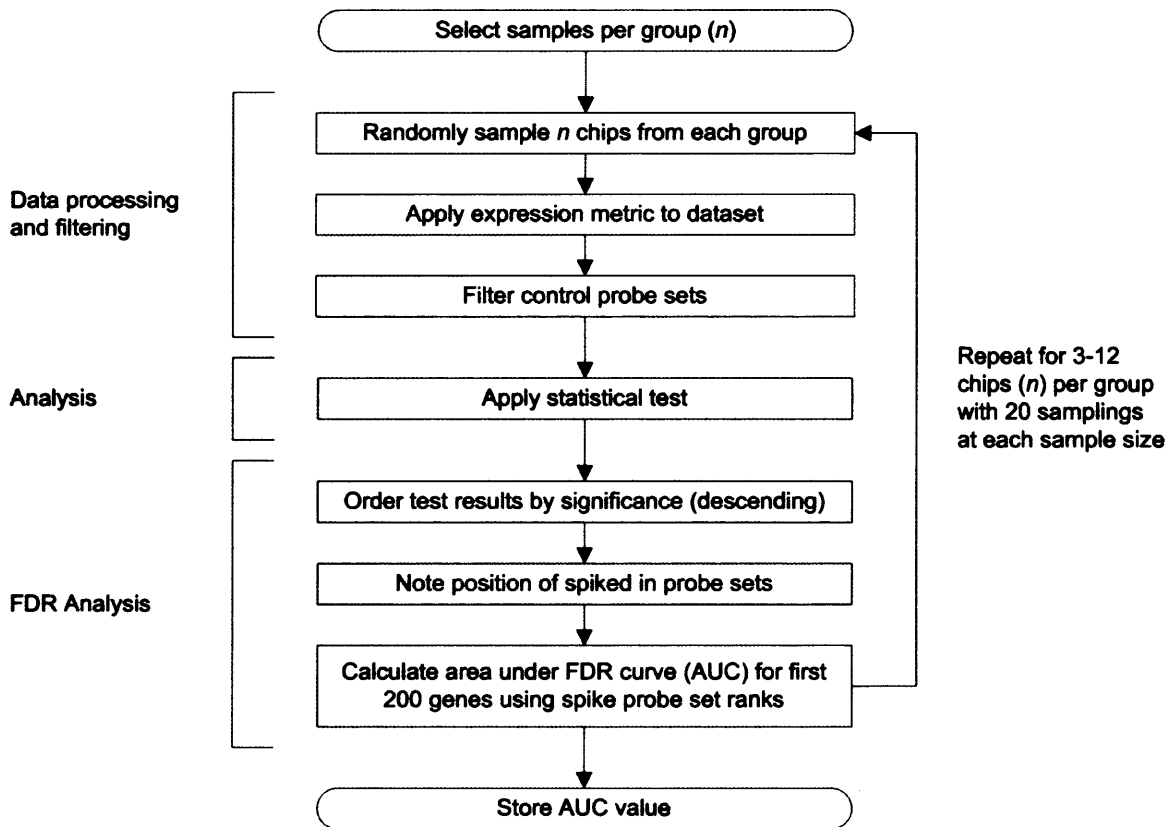 Select samples per group (n)
Randomly sample n chips from each group
Data processing
and filtering
Apply expression metric to dataset
Filter control probe sets
Analysis
Apply statistical test
Repeat for 3-12
chips (n) per group
with 20 samplings
at each sample size
Order test results by significance (descending)
FDR Analysis
Note position of spiked in probe sets
Calculate area under FDR curve (AUC) for first
200 genes using spike probe set ranks
Store AUC value